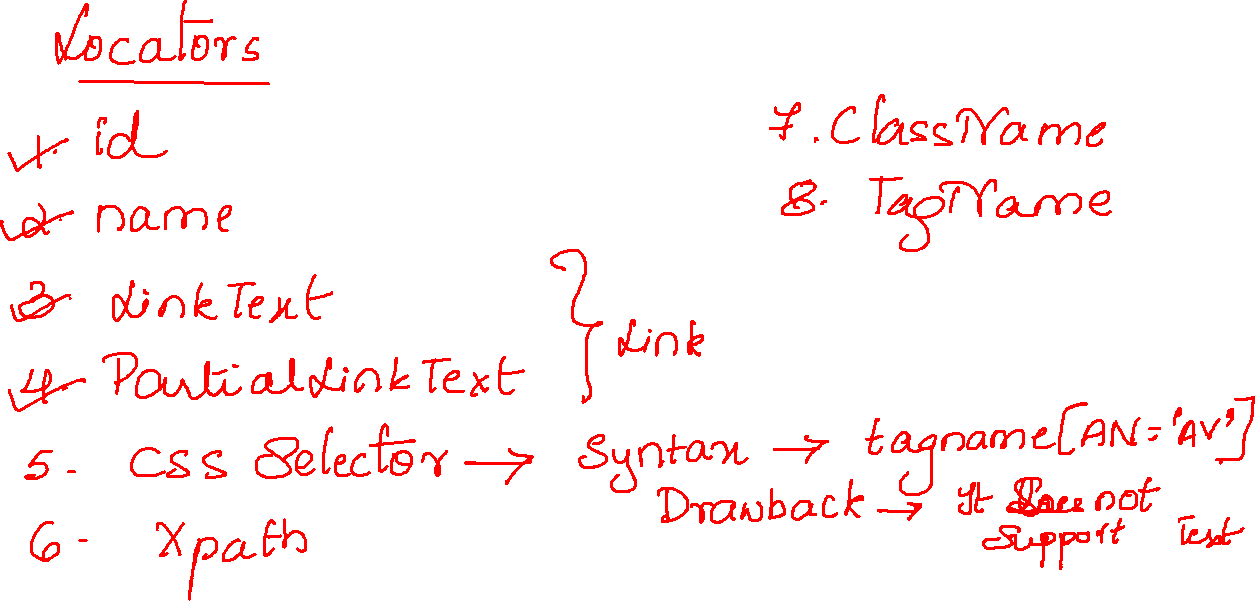 Locators
1. id
2. name
3 LinkText
4. PartialLinkText
} Link
5 - CSS Selector → Syntax → tagname[AN='AV']
Drawback → It Does not
Support Text
6 - Xpath
7. ClassName
8. TagName